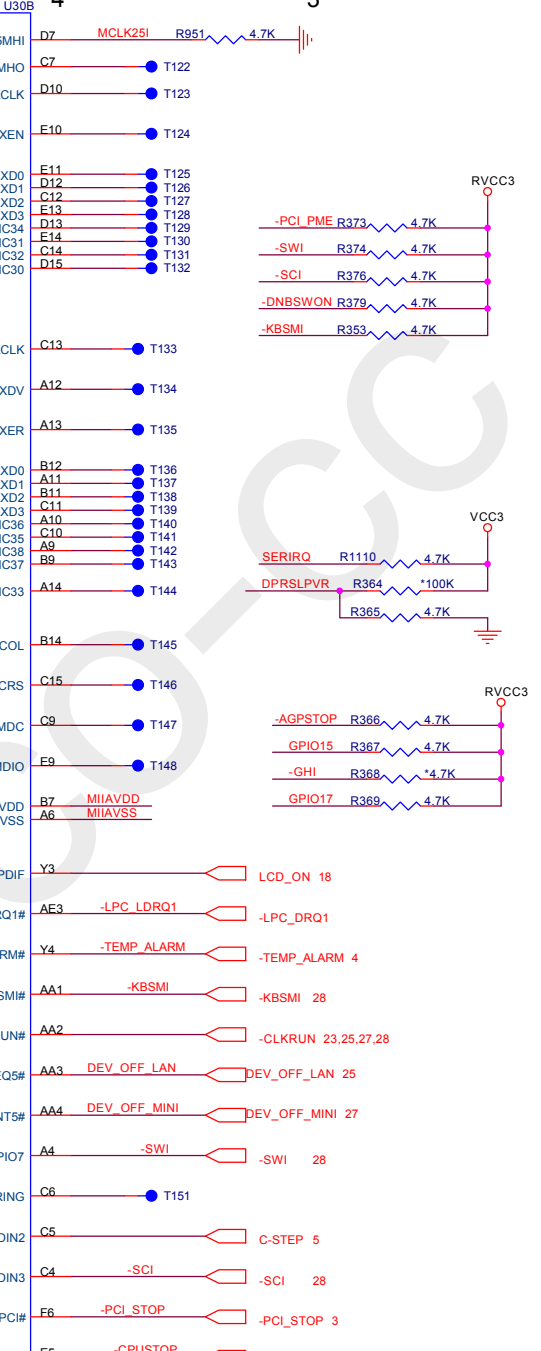 U30B 4 3
5MHI D7 MCLK25I R951 4.7K
MHO C7 T122
CLK D10 T123
XEN E10 T124
XD0 E11 T125
XD1 D12 T126
XD2 C12 T127
XD3 E13 T128
C34 D13 T129
C31 E14 T130
C32 C14 T131
C30 D15 T132
RVCC3
-PCI_PME R373 4.7K
-SWI R374 4.7K
-SCI R376 4.7K
-DNBSWON R379 4.7K
-KBSMI R353 4.7K
CLK C13 T133
XDV A12 T134
XER A13 T135
XD0 B12 T136
XD1 A11 T137
XD2 B11 T138
XD3 C11 T139
IC36 A10 T140
C35 C10 T141
C38 A9 T142
C37 B9 T143
IC33 A14 T144
VCC3
SERIRQ R1110 4.7K
DPRSLPVR R364 *100K
R365 4.7K
COL B14 T145
CRS C15 T146
MDC C9 T147
MDIO E9 T148
RVCC3
-AGPSTOP R366 4.7K
GPIO15 R367 4.7K
-GHI R368 *4.7K
GPIO17 R369 4.7K
VDD B7 MIIAVDD
VSS A6 MIIAVSS
PDIF Y3 LCD_ON 18
RQ1# AE3 -LPC_LDRQ1 -LPC_DRQ1
RM# Y4 -TEMP_ALARM -TEMP_ALARM 4
SMI# AA1 -KBSMI -KBSMI 28
UN# AA2 -CLKRUN 23,25,27,28
EQ5# AA3 DEV_OFF_LAN DEV_OFF_LAN 25
NT5# AA4 DEV_OFF_MINI DEV_OFF_MINI 27
PIO7 A4 -SWI -SWI 28
RING C6 T151
DIN2 C5 C-STEP 5
DIN3 C4 -SCI -SCI 28
PCI# F6 -PCI_STOP -PCI_STOP 3
-CPUSTOP